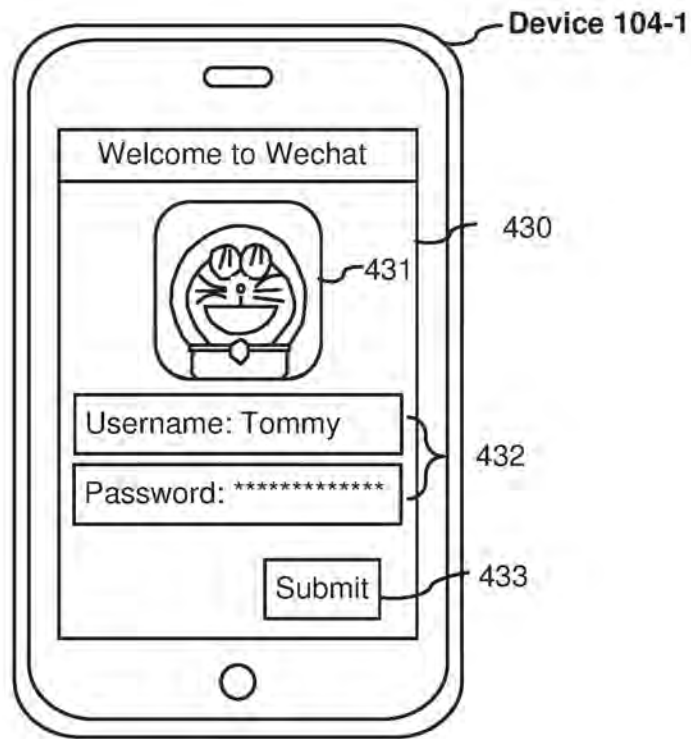 Device 104-1
Welcome to Wechat
430
431
Username: Tommy
432
Password: *************
Submit
433